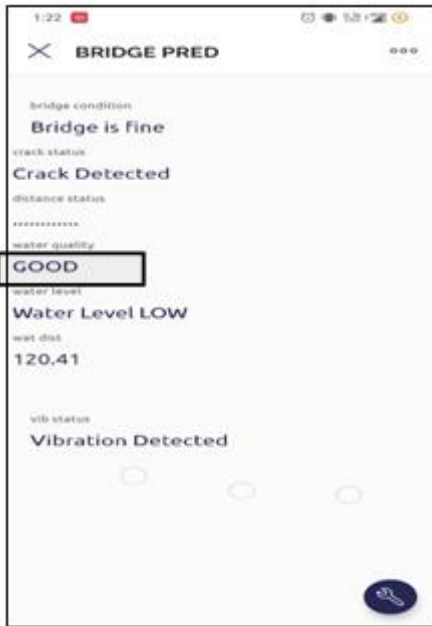 1:22
BRIDGE PRED
bridge condition
Bridge is fine
crack status
Crack Detected
distance status
............
water quality
GOOD
water level
Water Level LOW
wat dist
120.41
vib status
Vibration Detected